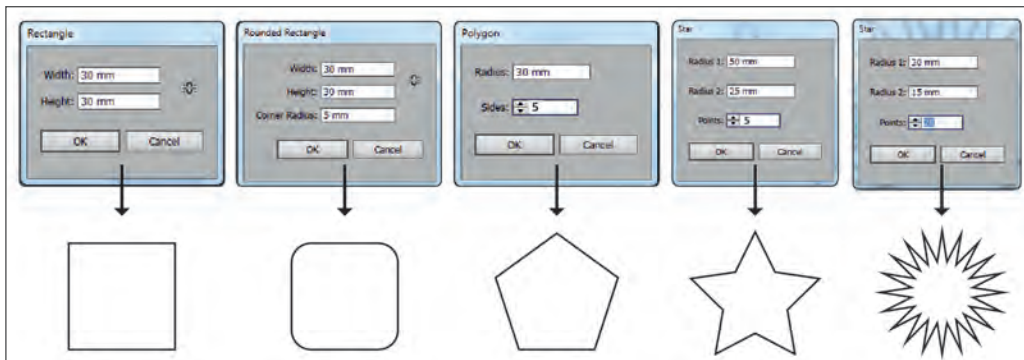 Rectangle
Width: 30 mm
Height: 30 mm
OK Cancel
Rounded Rectangle
Width: 30 mm
Height: 30 mm
Corner Radius: 5 mm
OK Cancel
Polygon
Radius: 30 mm
Sides: 5
OK Cancel
Star
Radius 1: 50 mm
Radius 2: 25 mm
Points: 5
OK Cancel
Star
Radius 1: 30 mm
Radius 2: 15 mm
Points: 20
OK Cancel